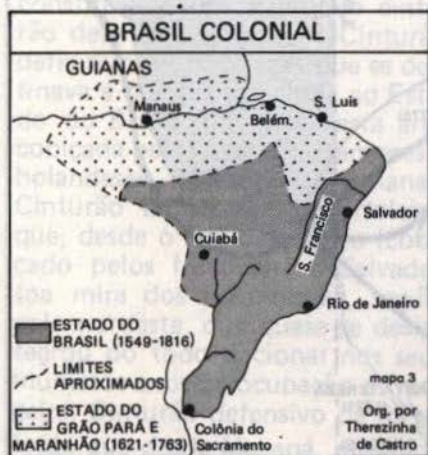 BRASIL COLONIAL
GUIANAS
Manaus
Belém.
S. Luis
S. Francisco
Salvador
Cuiabá
Rio de Janeiro
ESTADO DO
BRASIL (1549-1816)
LIMITES
APROXIMADOS
ESTADO DO
GRÃO PARÁ E
MARANHÃO (1621-1763)
Colônia do
Sacramento
mapa 3
Org. por
Therezinha
de Castro